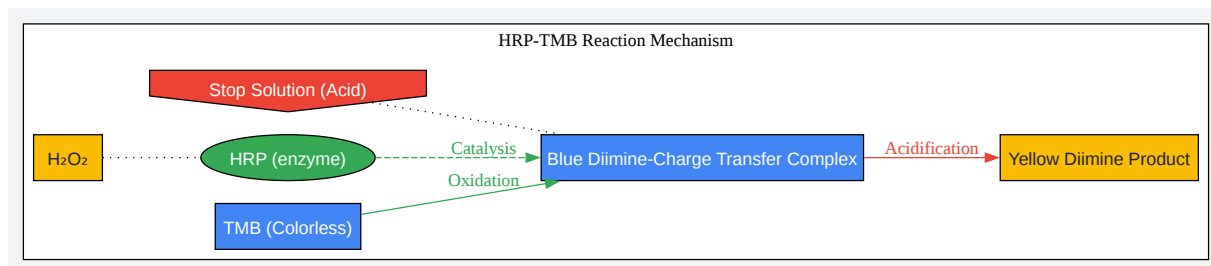 HRP-TMB Reaction Mechanism
Stop Solution (Acid)
H₂O₂
HRP (enzyme)
Catalysis
Blue Diimine-Charge Transfer Complex
Acidification
Yellow Diimine Product
Oxidation
TMB (Colorless)